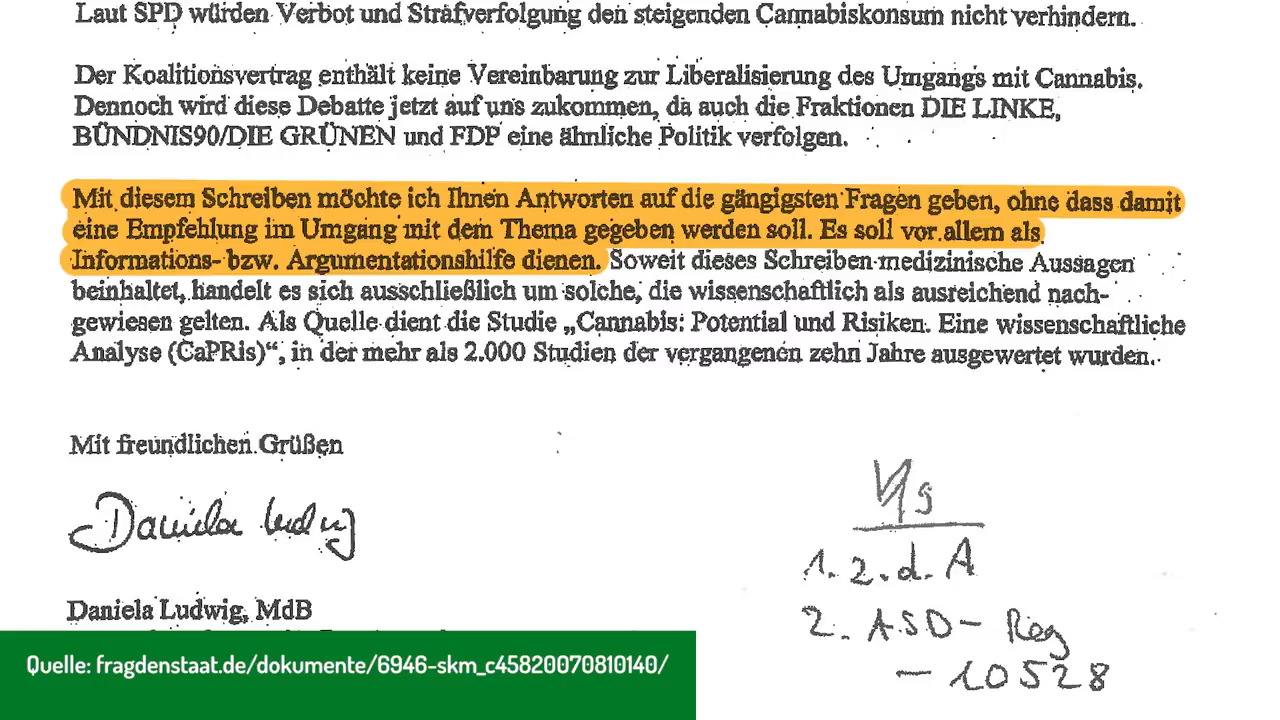 Laut SPD würden Verbot und Strafverfolgung den steigenden Cannabiskonsum nicht verhindern.
Der Koalitionsvertrag enthält keine Vereinbarung zur Liberalisierung des Umgangs mit Cannabis.
Dennoch wird diese Debatte jetzt auf uns zukommen, da auch die Fraktionen DIE LINKE,
BÜNDNIS90/DIE GRÜNEN und FDP eine ähnliche Politik verfolgen.
Mit diesem Schreiben möchte ich Ihnen Antworten auf die gängigsten Fragen geben, ohne dass damit
eine Empfehlung im Umgang mit dem Thema gegeben werden soll. Es soll vor allem als
Informations- bzw. Argumentationshilfe dienen. Soweit dieses Schreiben medizinische Aussagen
beinhaltet, handelt es sich ausschließlich um solche, die wissenschaftlich als ausreichend nach-
gewiesen gelten. Als Quelle dient die Studie „Cannabis: Potential und Risiken. Eine wissenschaftliche
Analyse (CaPRis)“, in der mehr als 2.000 Studien der vergangenen zehn Jahre ausgewertet wurden.
Mit freundlichen Grüßen
Daniela Ludwig
Daniela Ludwig, MdB
Vfg
1. z. d. A
2. ASD - Reg
- 10528
Quelle: fragdenstaat.de/dokumente/6946-skm_c45820070810140/